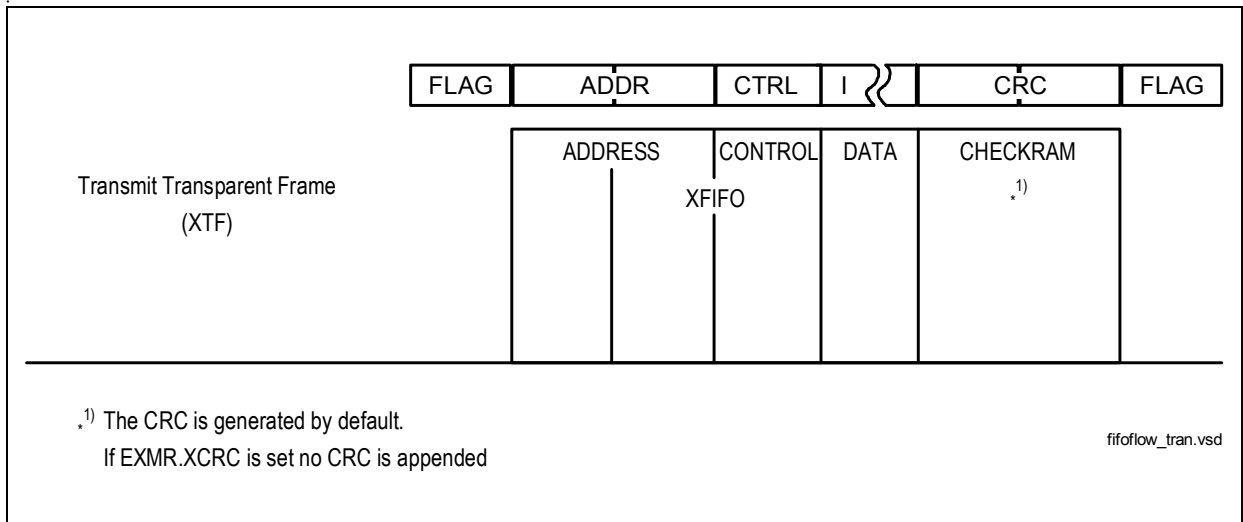 FLAG ADDR CTRL I CRC FLAG
ADDRESS CONTROL DATA CHECKRAM
Transmit Transparent Frame XFIFO *1)
(XTF)
*1) The CRC is generated by default.
If EXMR.XCRC is set no CRC is appended
fifoflow_tran.vsd